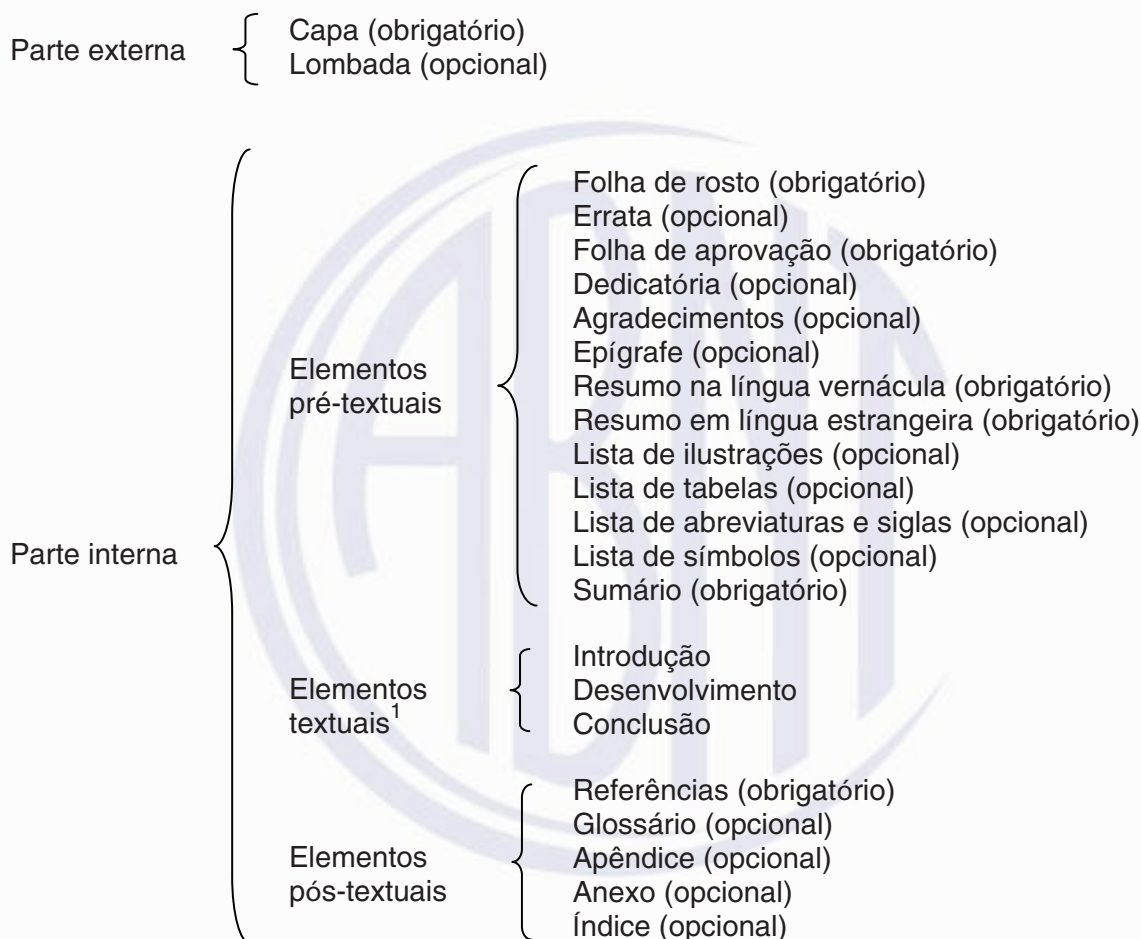 Parte externa
Capa (obrigatório)
Lombada (opcional)
Parte interna
Elementos
pré-textuais
Folha de rosto (obrigatório)
Errata (opcional)
Folha de aprovação (obrigatório)
Dedicatória (opcional)
Agradecimentos (opcional)
Epígrafe (opcional)
Resumo na língua vernácula (obrigatório)
Resumo em língua estrangeira (obrigatório)
Lista de ilustrações (opcional)
Lista de tabelas (opcional)
Lista de abreviaturas e siglas (opcional)
Lista de símbolos (opcional)
Sumário (obrigatório)
Elementos
textuais¹
Introdução
Desenvolvimento
Conclusão
Elementos
pós-textuais
Referências (obrigatório)
Glossário (opcional)
Apêndice (opcional)
Anexo (opcional)
Índice (opcional)
ABNT